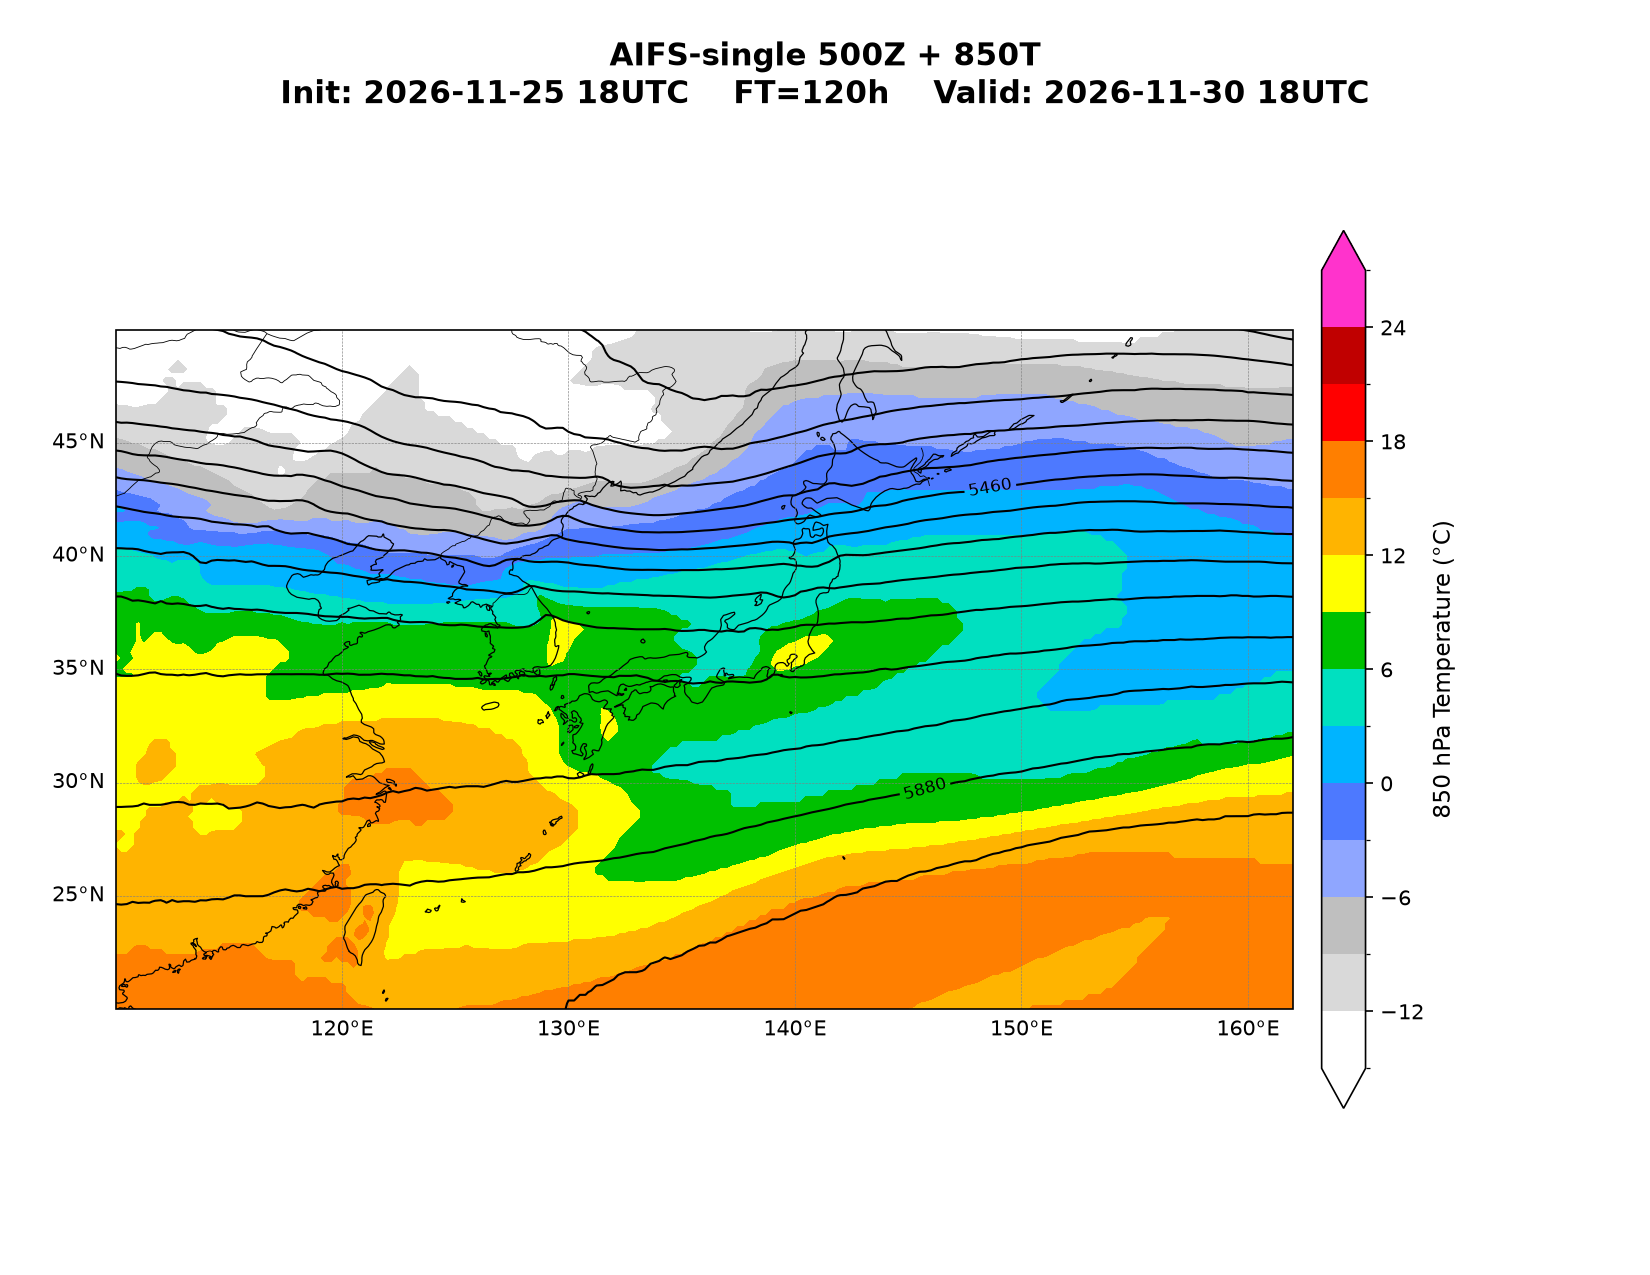 AIFS-single 500Z + 850T
Init: 2026-11-25 18UTC    FT=120h    Valid: 2026-11-30 18UTC
24
45°N
18
5460
40°N
12
35°N
6
850 hPa Temperature (°C)
30°N
5880
0
25°N
−6
−12
120°E
130°E
140°E
150°E
160°E